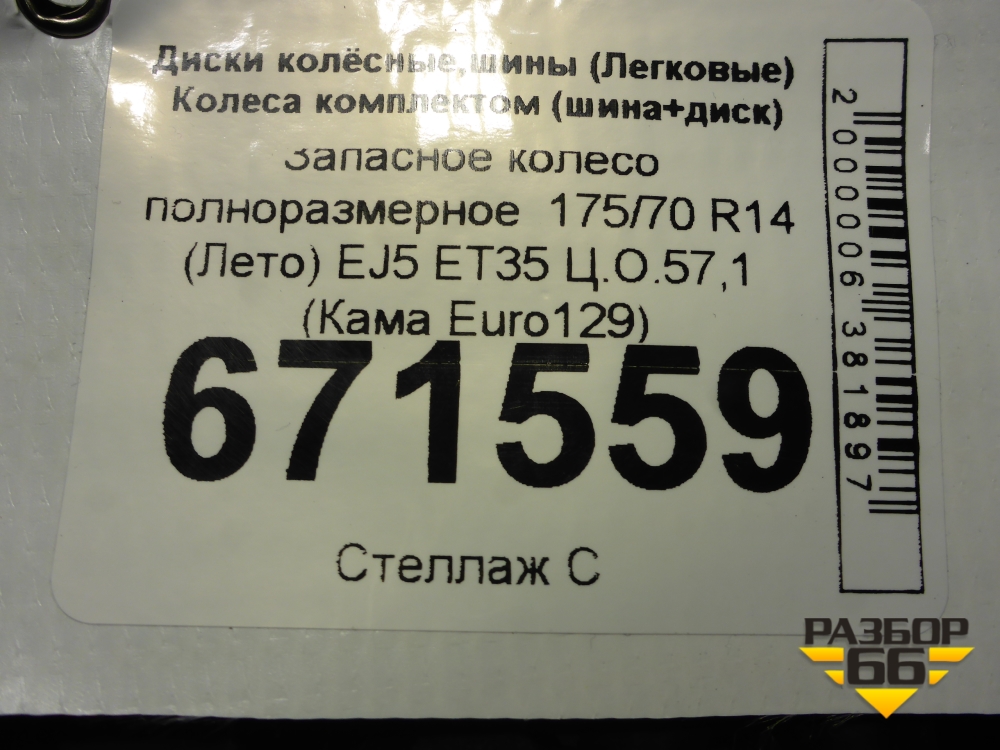 Диски колёсные,шины (Легковые)
Колеса комплектом (шина+диск)
Запасное колесо
полноразмерное 175/70 R14
(Лето) EJ5 ET35 Ц.О.57,1
(Кама Euro129)
671559
Стеллаж С
2000006381897
РАЗБОР
66